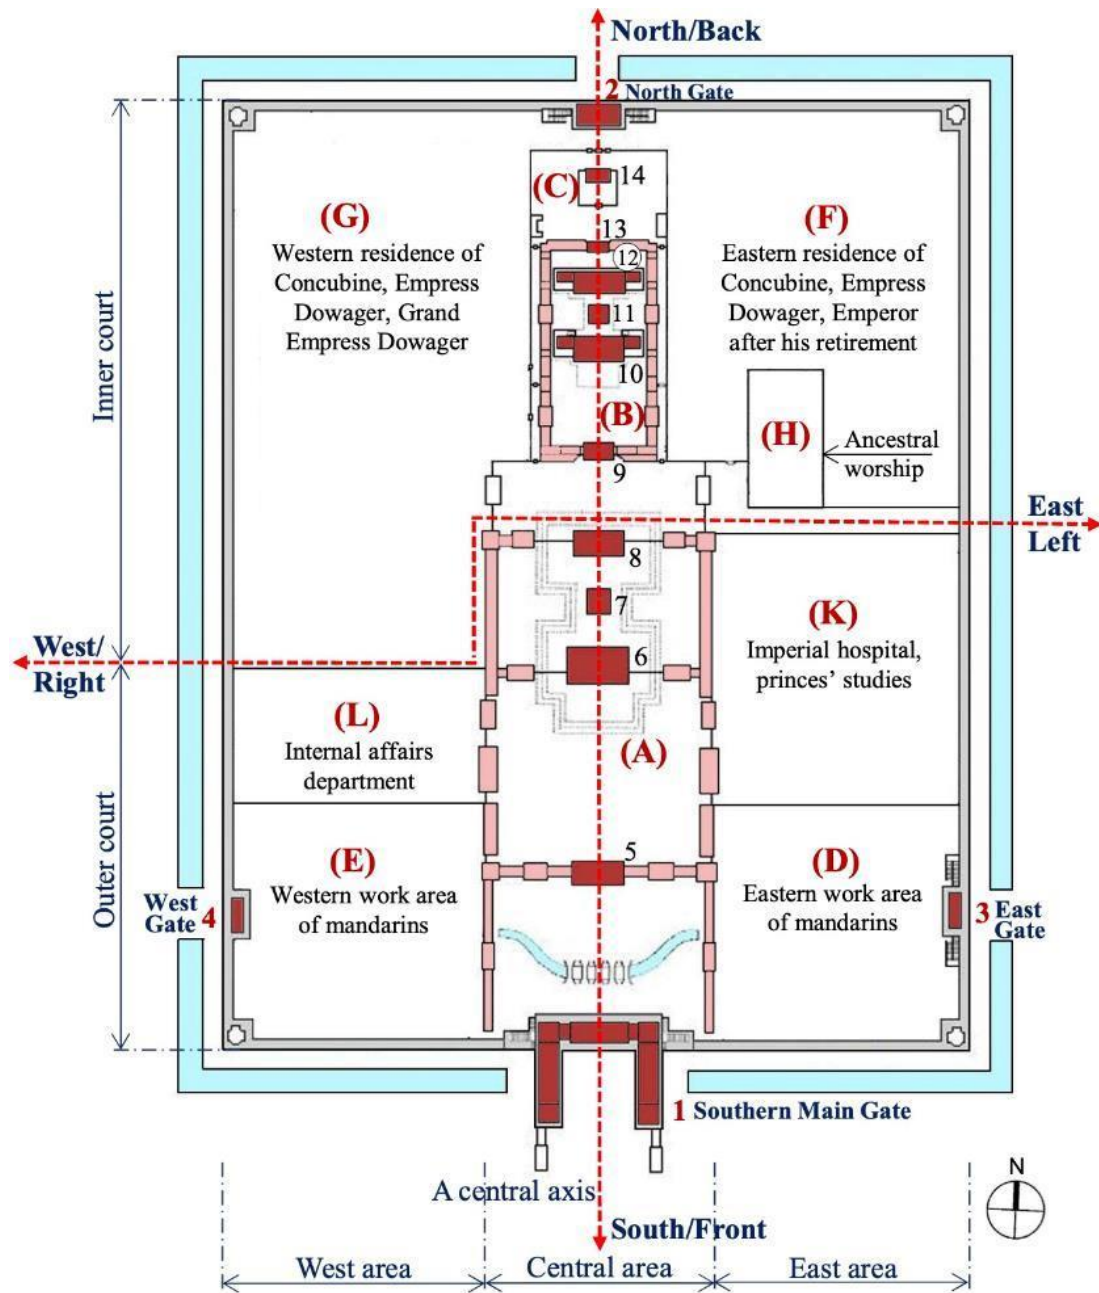 North/Back
2 North Gate
14
(C)
13
12
(G)
Western residence of
Concubine, Empress
Dowager, Grand
Empress Dowager
(F)
Eastern residence of
Concubine, Empress
Dowager, Emperor
after his retirement
11
10
(B)
9
(H)
Ancestral
worship
Inner court
East
Left
8
7
6
(K)
Imperial hospital,
princes’ studies
West/
Right
(L)
Internal affairs
department
(A)
5
Outer court
(E)
Western work area
of mandarins
(D)
Eastern work area
of mandarins
West
Gate 4
3 East
Gate
1 Southern Main Gate
N
A central axis
South/Front
West area
Central area
East area